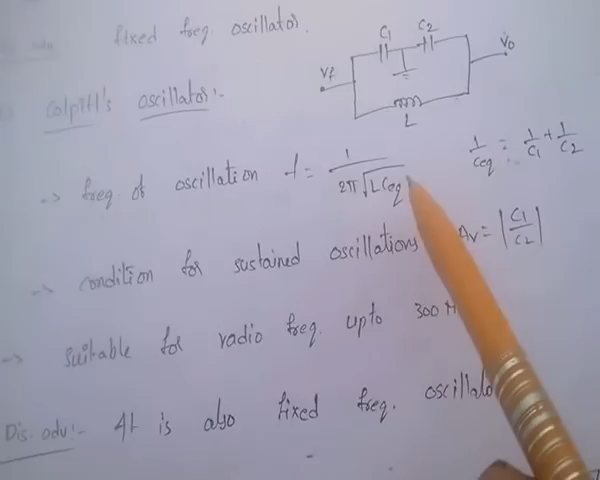 fixed freq oscillator.
C1 C2
Vf Vo
L
Colpitt's oscillator:-
1/Ceq = 1/C1 + 1/C2
-> freq of oscillation f = 1/2π√LCeq
-> condition for sustained oscillations Av = |C1/C2|
-> suitable for radio freq. upto 300
Dis.adv:- It is also fixed freq. oscillato